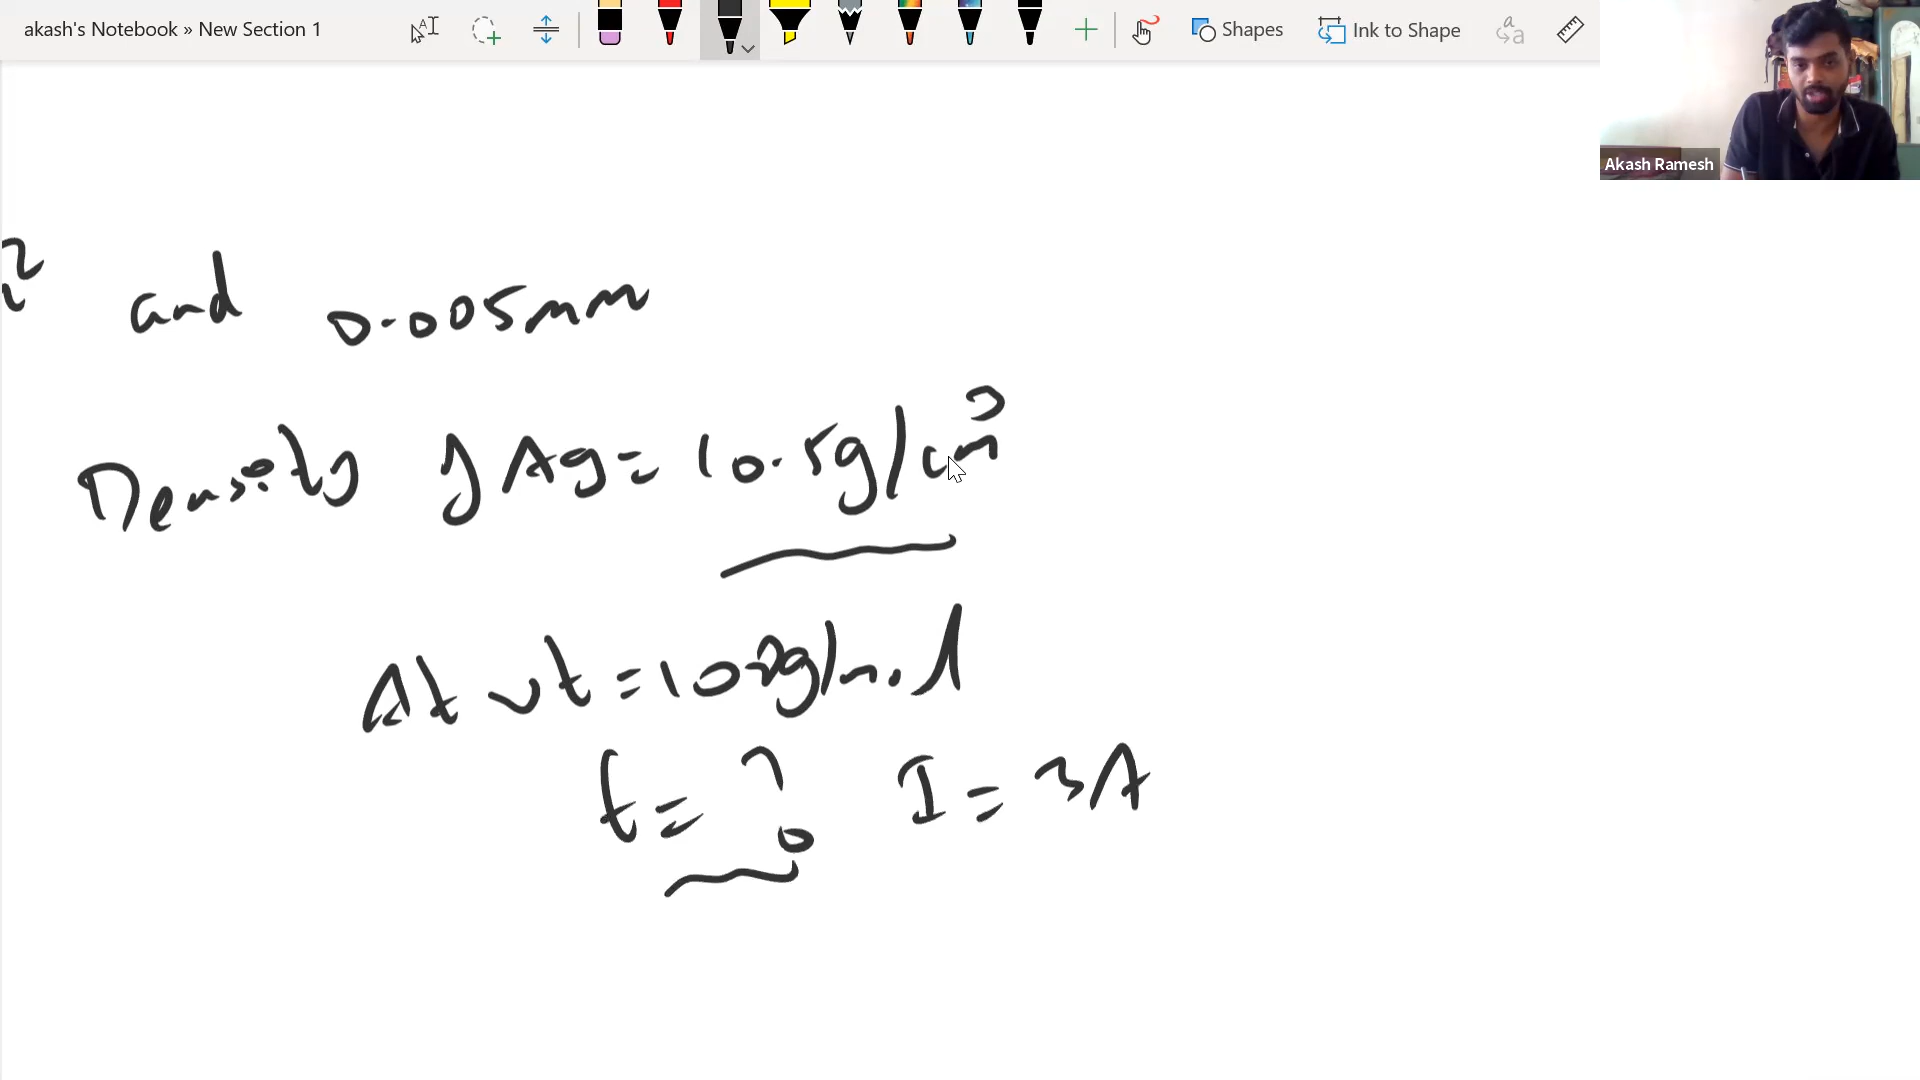 akash's Notebook » New Section 1
Shapes
Ink to Shape
Akash Ramesh
2 and 0.005mm
Density of Ag = 10.5g/cm³
At wt = 108g/mol
t = ? I = 3A